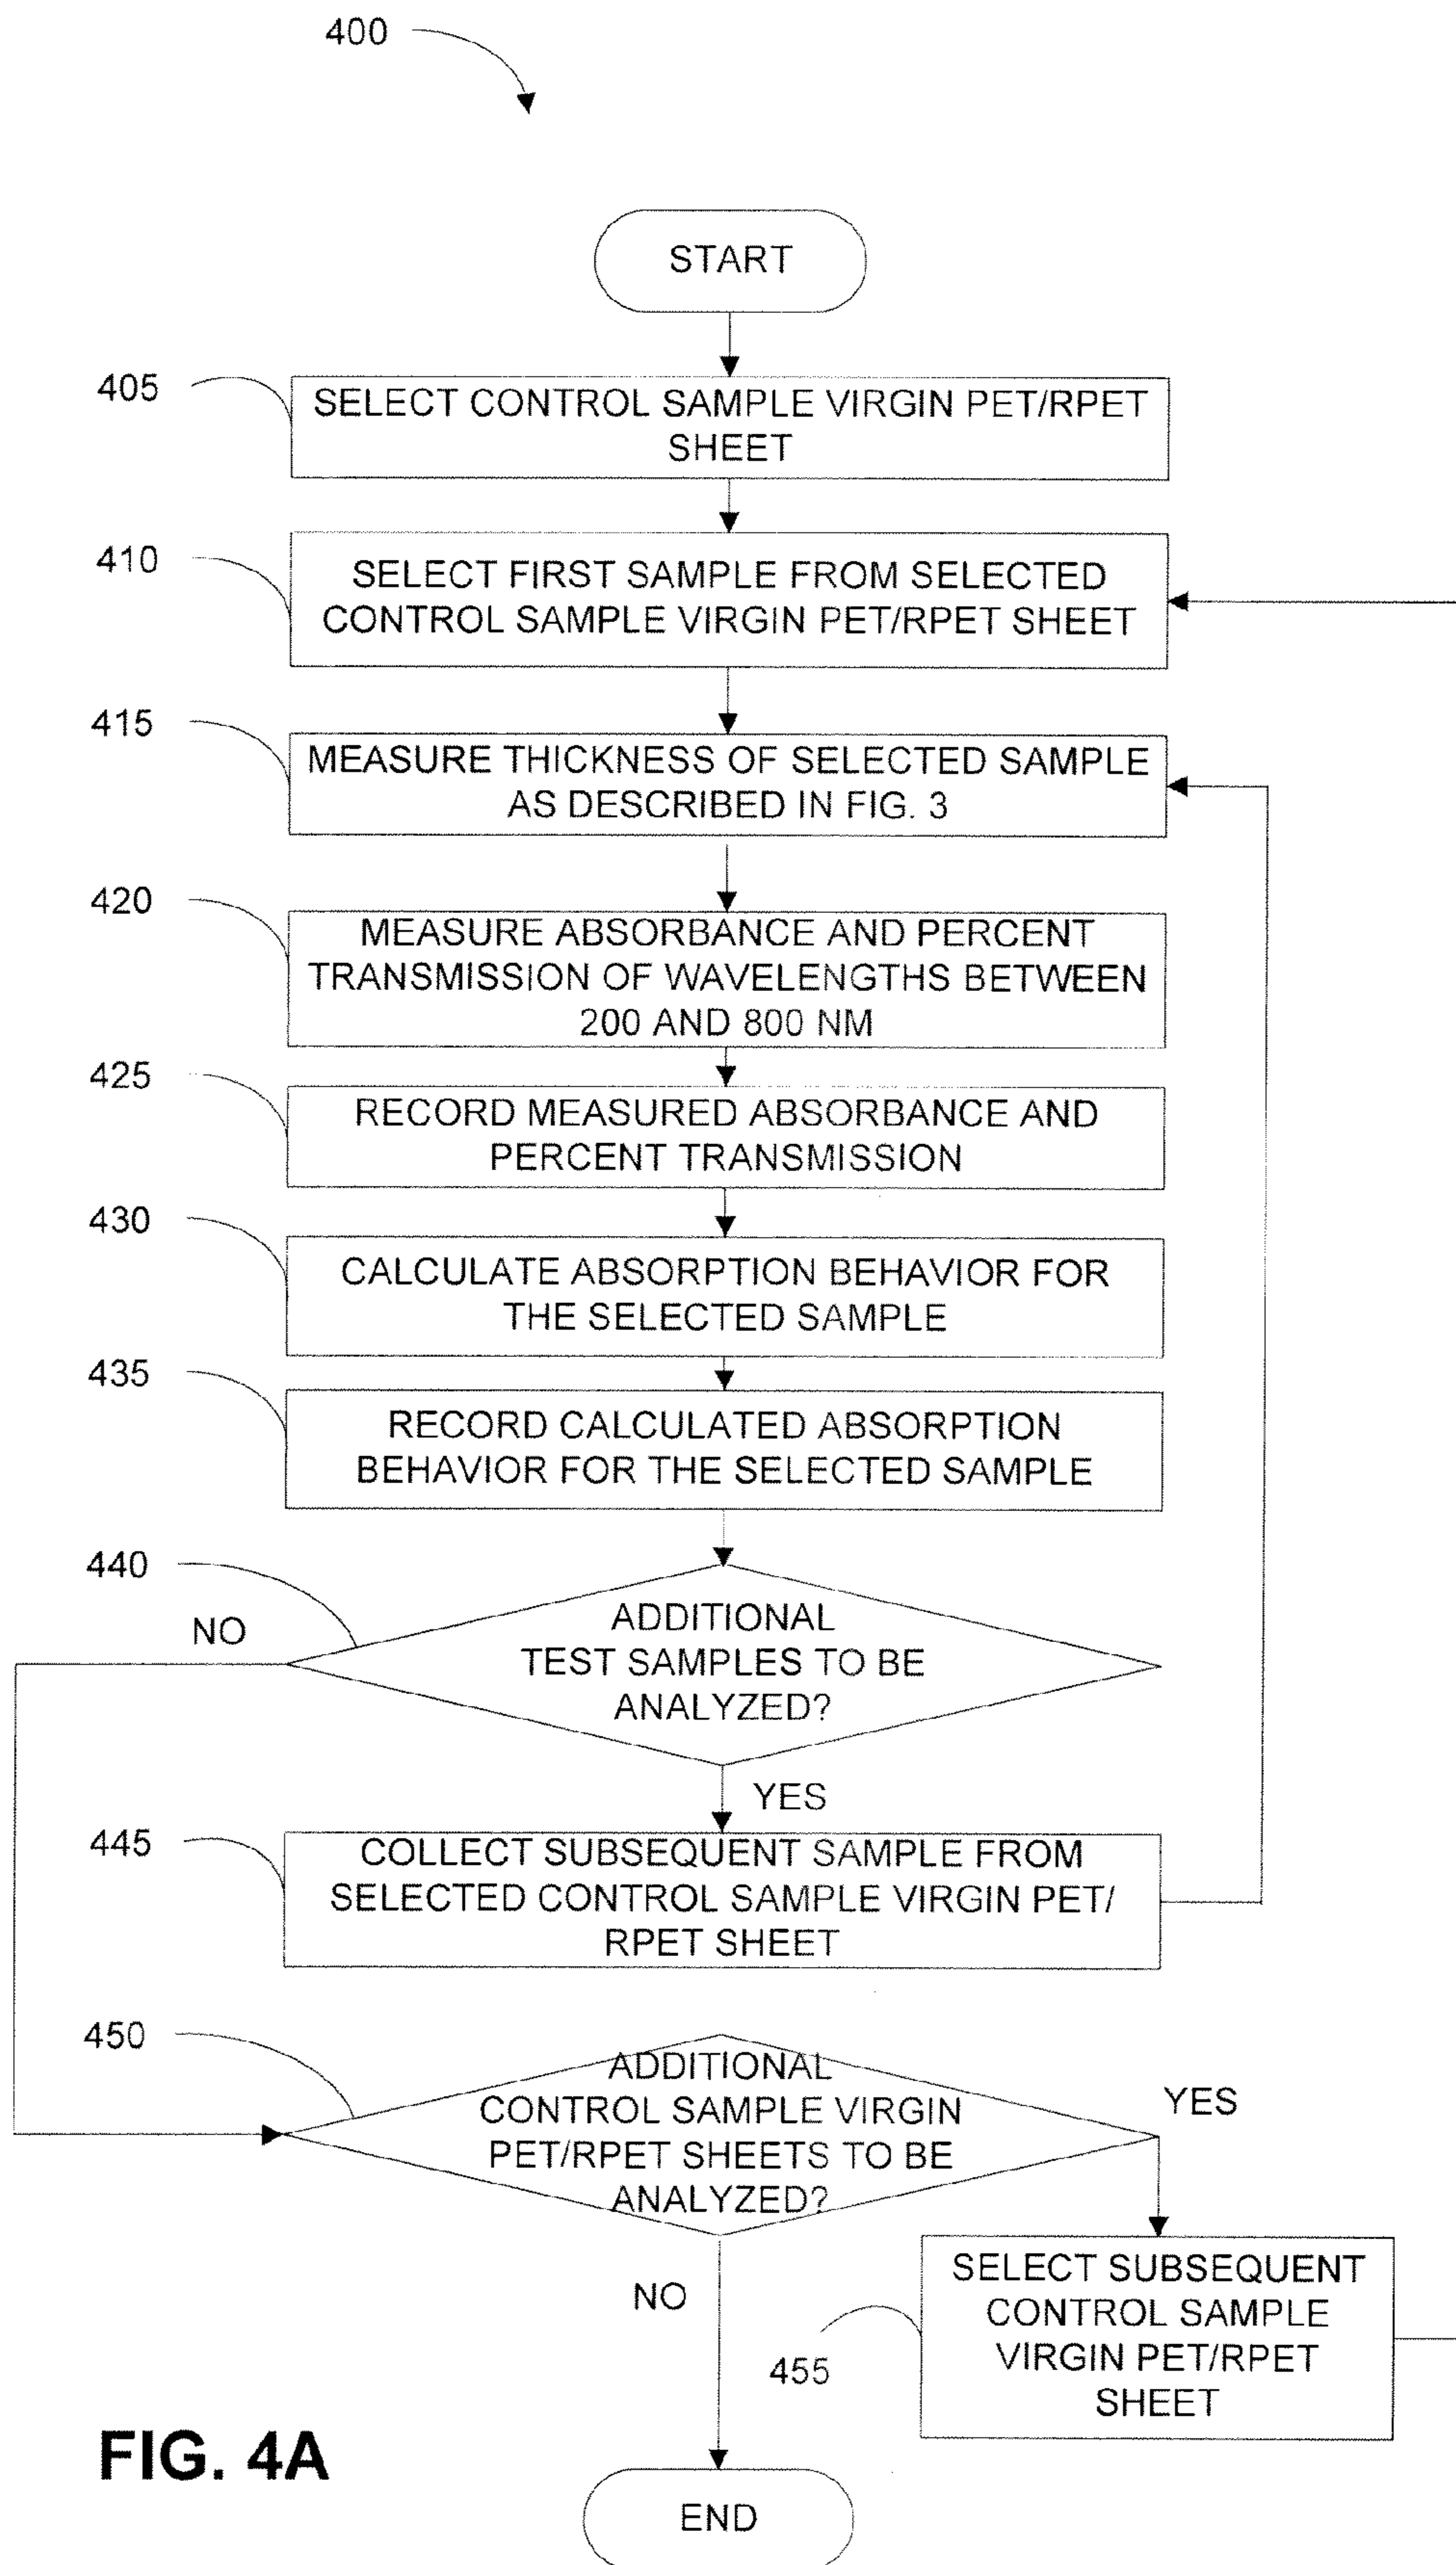 400
START
405
SELECT CONTROL SAMPLE VIRGIN PET/RPET
SHEET
410
SELECT FIRST SAMPLE FROM SELECTED
CONTROL SAMPLE VIRGIN PET/RPET SHEET
415
MEASURE THICKNESS OF SELECTED SAMPLE
AS DESCRIBED IN FIG. 3
420
MEASURE ABSORBANCE AND PERCENT
TRANSMISSION OF WAVELENGTHS BETWEEN
200 AND 800 NM
425
RECORD MEASURED ABSORBANCE AND
PERCENT TRANSMISSION
430
CALCULATE ABSORPTION BEHAVIOR FOR
THE SELECTED SAMPLE
435
RECORD CALCULATED ABSORPTION
BEHAVIOR FOR THE SELECTED SAMPLE
440
NO
ADDITIONAL
TEST SAMPLES TO BE
ANALYZED?
YES
445
COLLECT SUBSEQUENT SAMPLE FROM
SELECTED CONTROL SAMPLE VIRGIN PET/
RPET SHEET
450
ADDITIONAL
CONTROL SAMPLE VIRGIN
PET/RPET SHEETS TO BE
ANALYZED?
YES
NO
455
SELECT SUBSEQUENT
CONTROL SAMPLE
VIRGIN PET/RPET
SHEET
FIG. 4A
END